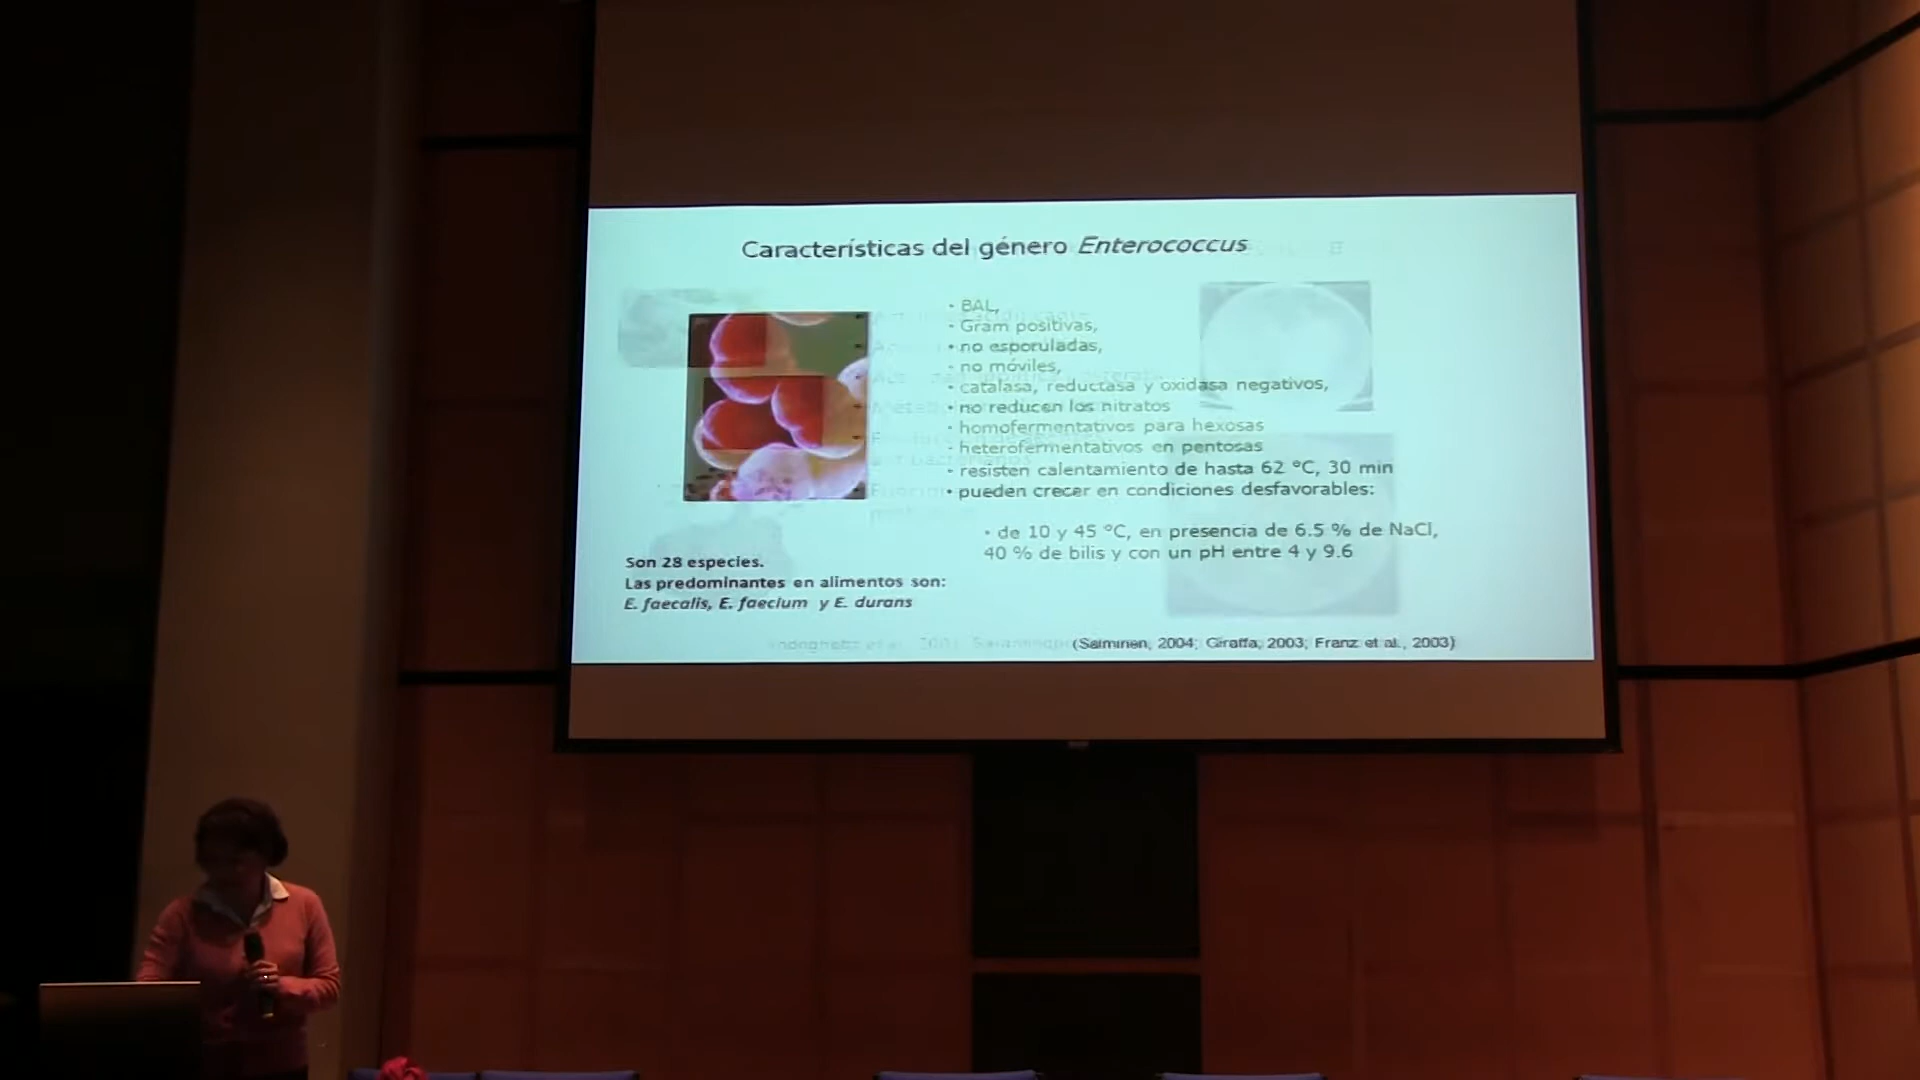 Características del género Enterococcus
- BAL,
- Gram positivas,
• no esporuladas,
- no móviles,
• catalasa, reductasa y oxidasa negativos,
• no reducen los nitratos
• homofermentativos para hexosas
- heterofermentativos en pentosas
• resisten calentamiento de hasta 62 °C, 30 min
• pueden crecer en condiciones desfavorables:
• de 10 y 45 °C, en presencia de 6.5 % de NaCl,
40 % de bilis y con un pH entre 4 y 9.6
Son 28 especies.
Las predominantes en alimentos son:
E. faecalis, E. faecium y E. durans
(Salminen, 2004; Giraffa, 2003; Franz et al., 2003)